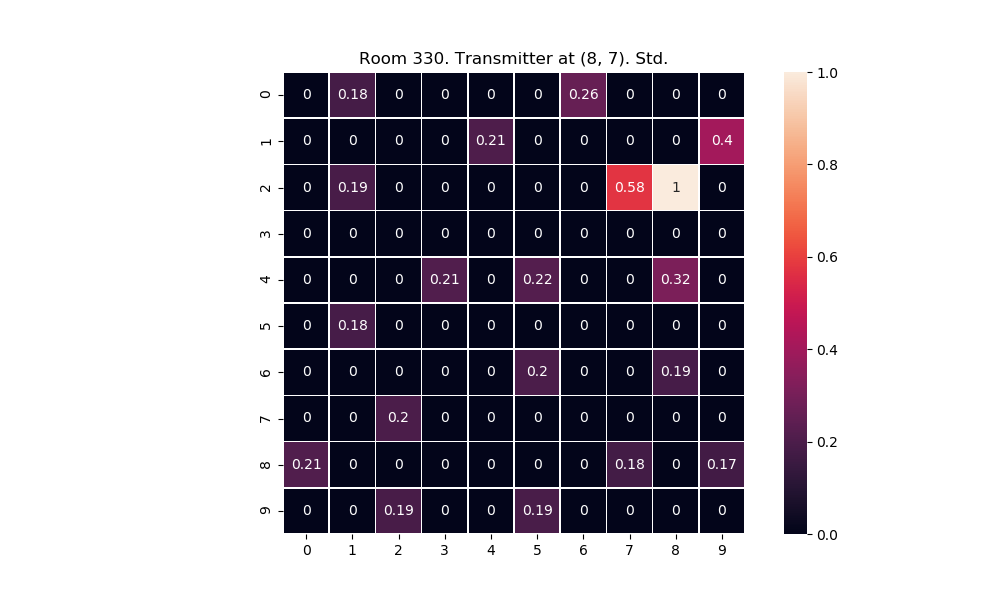 Room 330. Transmitter at (8, 7). Std.
0 0 0.18 0 0 0 0 0.26 0 0 0
1 0 0 0 0 0.21 0 0 0 0 0.4
2 0 0.19 0 0 0 0 0 0.58 1 0
3 0 0 0 0 0 0 0 0 0 0
4 0 0 0 0.21 0 0.22 0 0 0.32 0
5 0 0.18 0 0 0 0 0 0 0 0
6 0 0 0 0 0 0.2 0 0 0.19 0
7 0 0 0.2 0 0 0 0 0 0 0
8 0.21 0 0 0 0 0 0 0.18 0 0.17
9 0 0 0.19 0 0 0.19 0 0 0 0
0 1 2 3 4 5 6 7 8 9
1.0
0.8
0.6
0.4
0.2
0.0